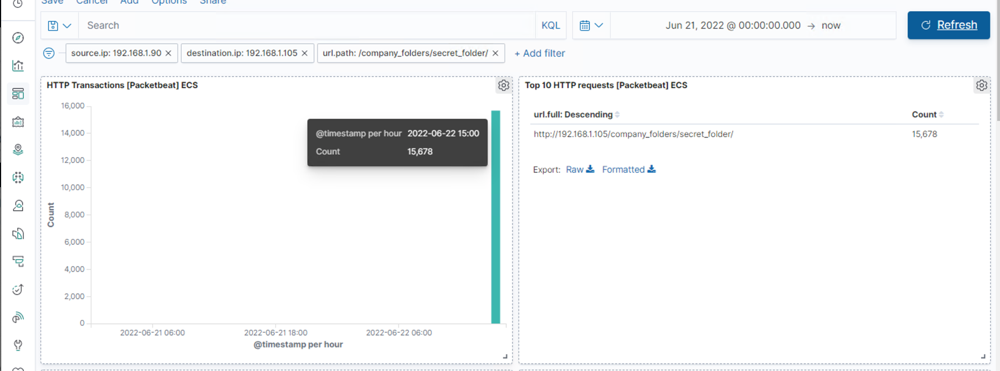 Save Cancel Add Options Share
Search KQL Jun 21, 2022 @ 00:00:00.000 → now Refresh
source.ip: 192.168.1.90 × destination.ip: 192.168.1.105 × url.path: /company_folders/secret_folder/ × + Add filter
HTTP Transactions [Packetbeat] ECS
16,000
14,000
12,000
10,000
8,000
6,000
4,000
2,000
0
Count
@timestamp per hour 2022-06-22 15:00
Count 15,678
2022-06-21 06:00 2022-06-21 18:00 2022-06-22 06:00
@timestamp per hour
Top 10 HTTP requests [Packetbeat] ECS
url.full: Descending Count
http://192.168.1.105/company_folders/secret_folder/ 15,678
Export: Raw Formatted